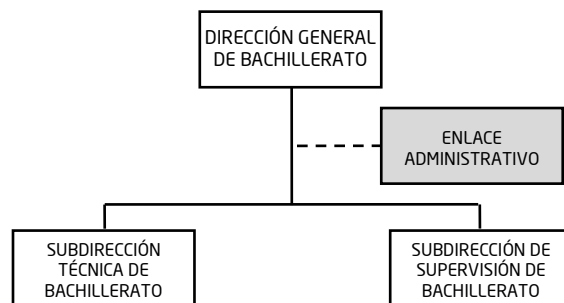 DIRECCIÓN GENERAL
DE BACHILLERATO
ENLACE
ADMINISTRATIVO
SUBDIRECCIÓN
TÉCNICA DE
BACHILLERATO
SUBDIRECCIÓN DE
SUPERVISIÓN DE
BACHILLERATO